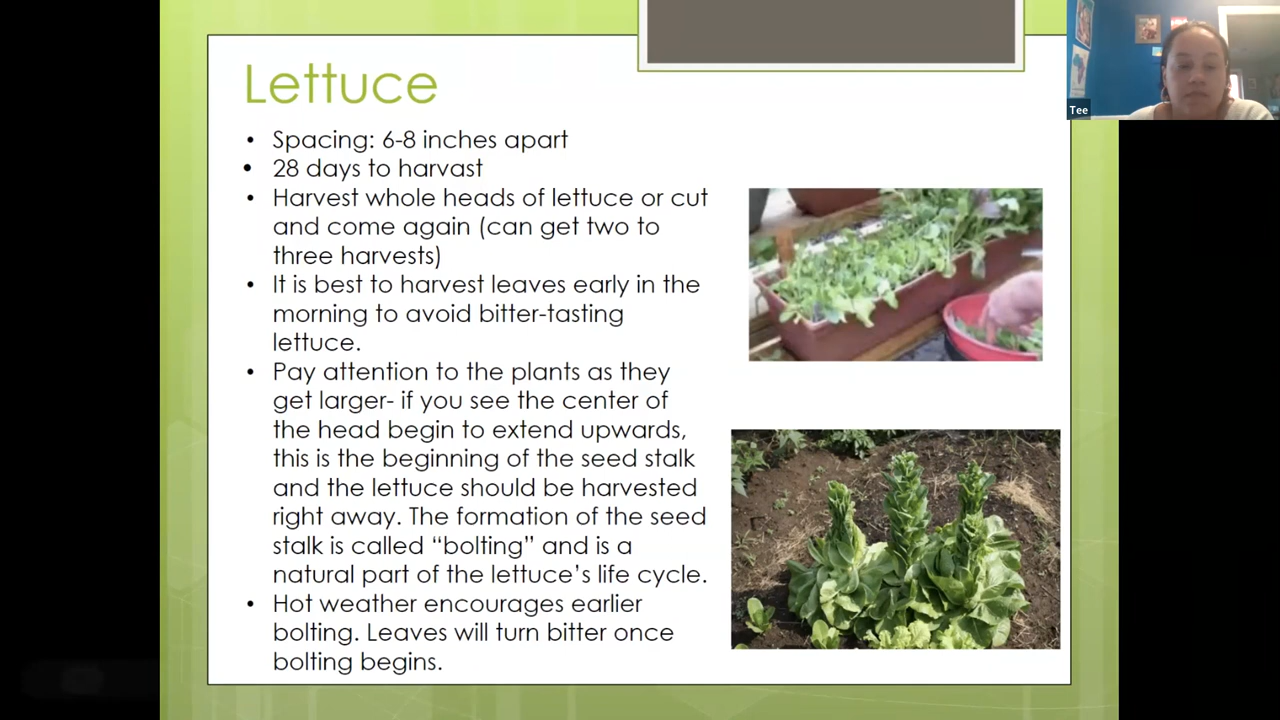 Lettuce
• Spacing: 6-8 inches apart
• 28 days to harvast
• Harvest whole heads of lettuce or cut
and come again (can get two to
three harvests)
• It is best to harvest leaves early in the
morning to avoid bitter-tasting
lettuce.
• Pay attention to the plants as they
get larger- if you see the center of
the head begin to extend upwards,
this is the beginning of the seed stalk
and the lettuce should be harvested
right away. The formation of the seed
stalk is called “bolting” and is a
natural part of the lettuce’s life cycle.
• Hot weather encourages earlier
bolting. Leaves will turn bitter once
bolting begins.
Tee